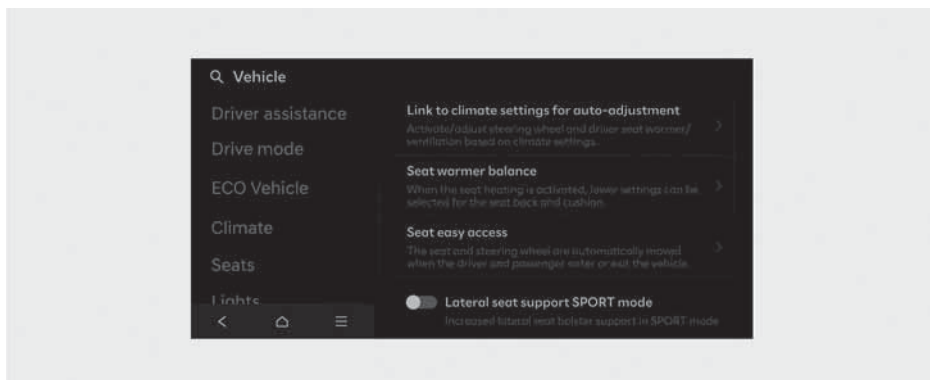 Vehicle
Driver assistance
Drive mode
ECO Vehicle
Climate
Seats
Lights
Link to climate settings for auto-adjustment
Activate/adjust steering wheel and driver seat warmer/
ventilation based on climate settings.
Seat warmer balance
When the seat heating is activated, lower settings can be
selected for the seat back and cushion.
Seat easy access
The seat and steering wheel are automatically moved
when the driver and passenger enter or exit the vehicle.
Lateral seat support SPORT mode
Increased lateral seat bolster support in SPORT mode